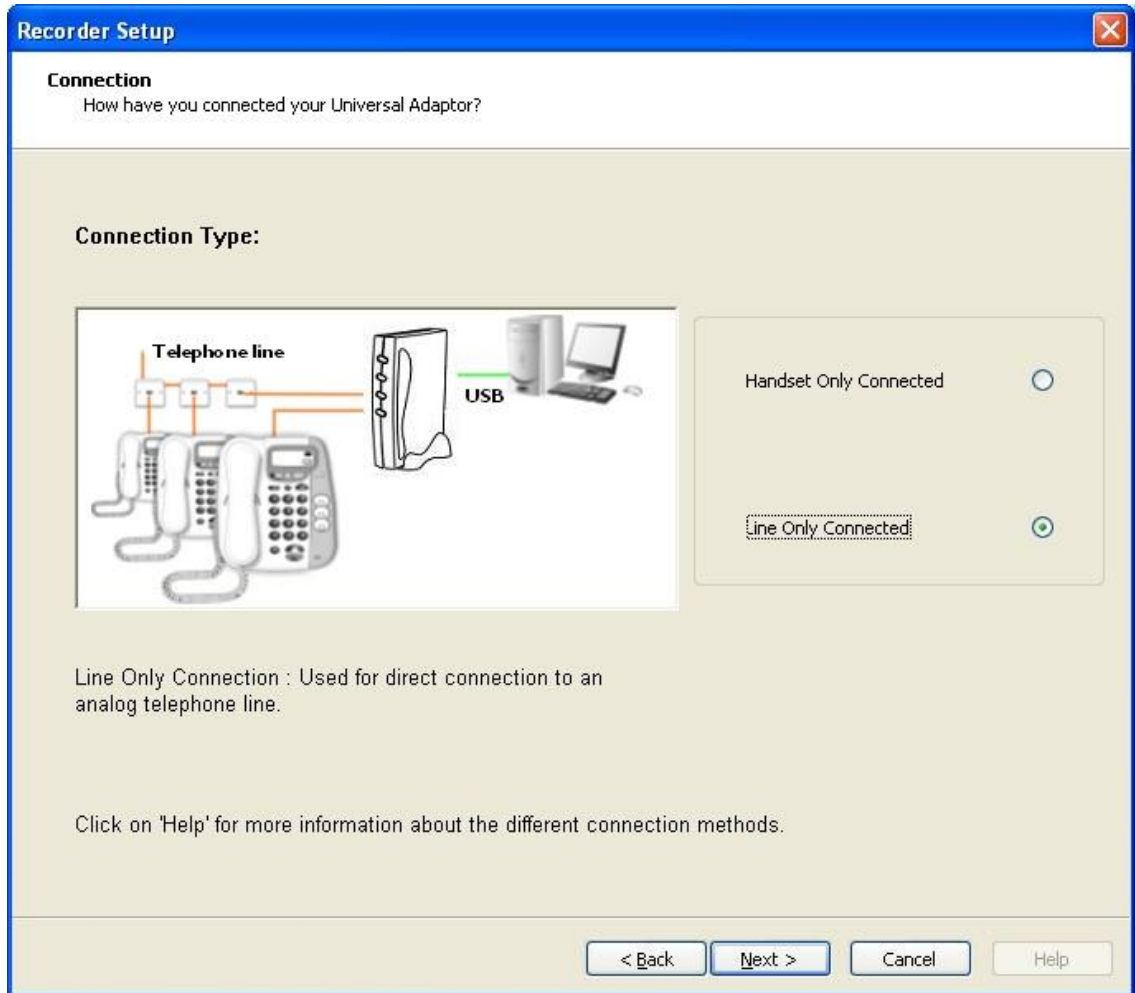 Recorder Setup
Connection
How have you connected your Universal Adaptor?
Connection Type:
Telephone line
USB
Handset Only Connected
Line Only Connected
Line Only Connection : Used for direct connection to an
analog telephone line.
Click on 'Help' for more information about the different connection methods.
< Back
Next >
Cancel
Help